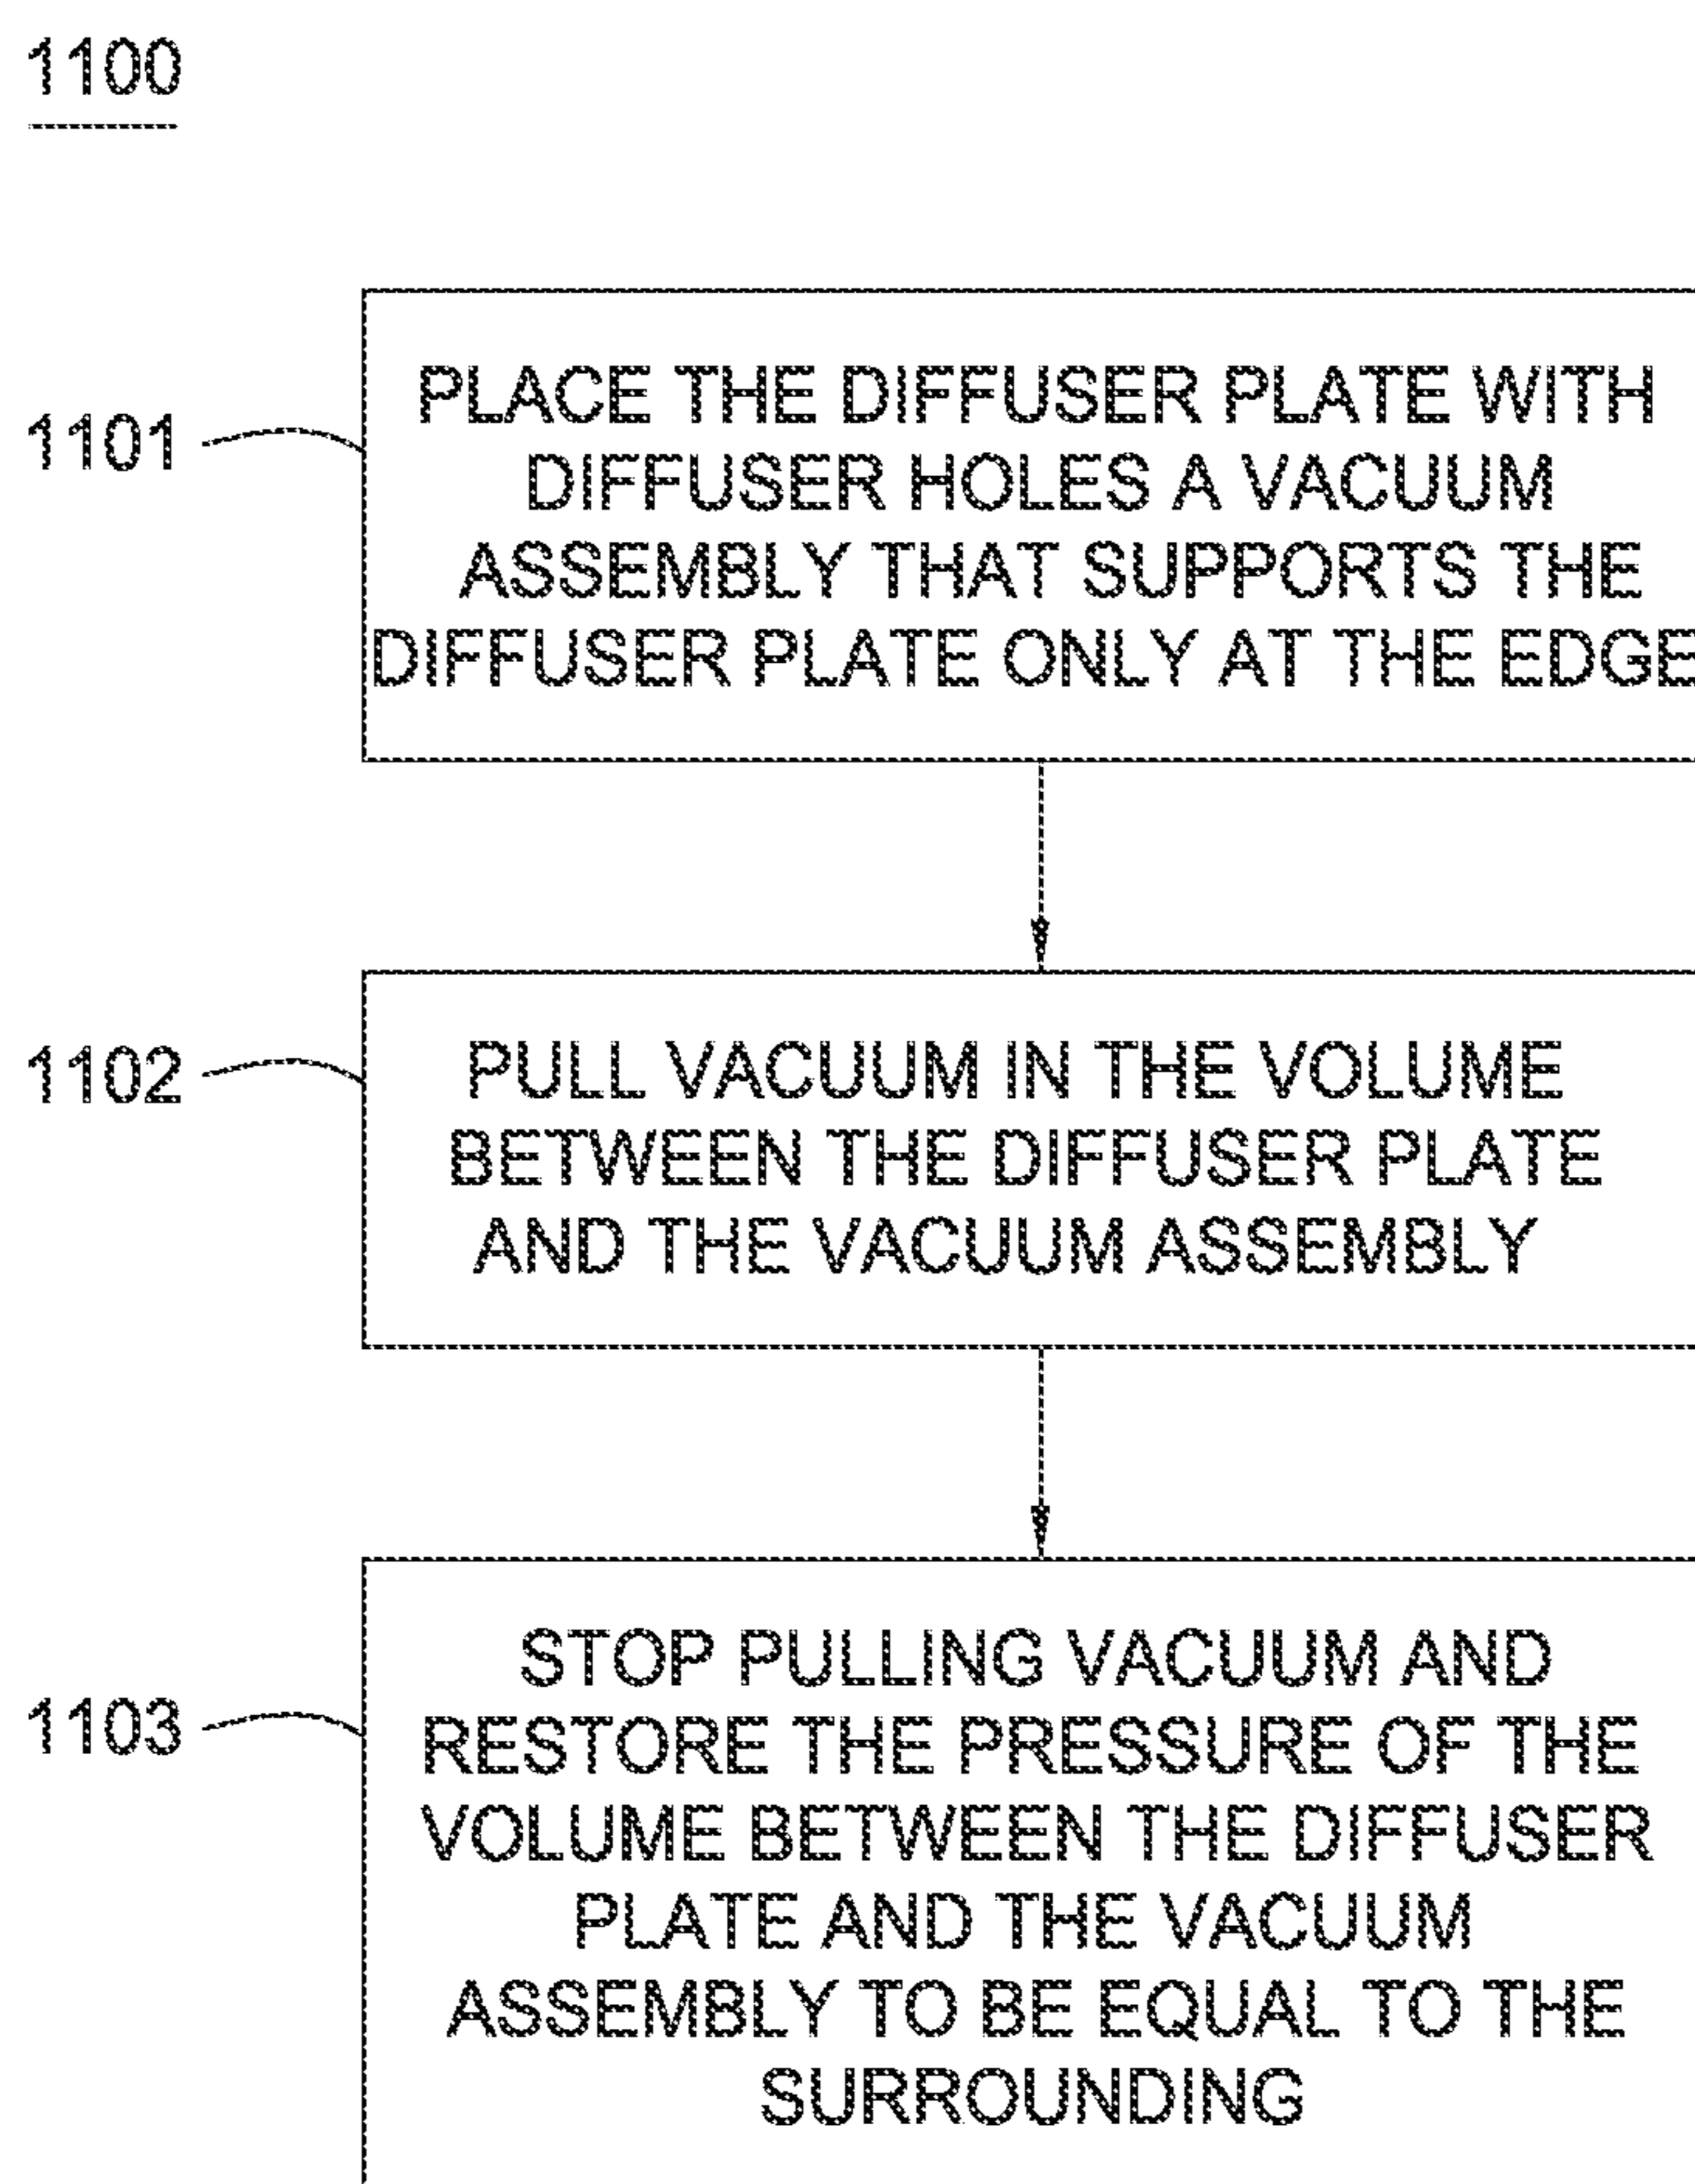 1100
1101
PLACE THE DIFFUSER PLATE WITH
DIFFUSER HOLES A VACUUM
ASSEMBLY THAT SUPPORTS THE
DIFFUSER PLATE ONLY AT THE EDGE
1102
PULL VACUUM IN THE VOLUME
BETWEEN THE DIFFUSER PLATE
AND THE VACUUM ASSEMBLY
1103
STOP PULLING VACUUM AND
RESTORE THE PRESSURE OF THE
VOLUME BETWEEN THE DIFFUSER
PLATE AND THE VACUUM
ASSEMBLY TO BE EQUAL TO THE
SURROUNDING